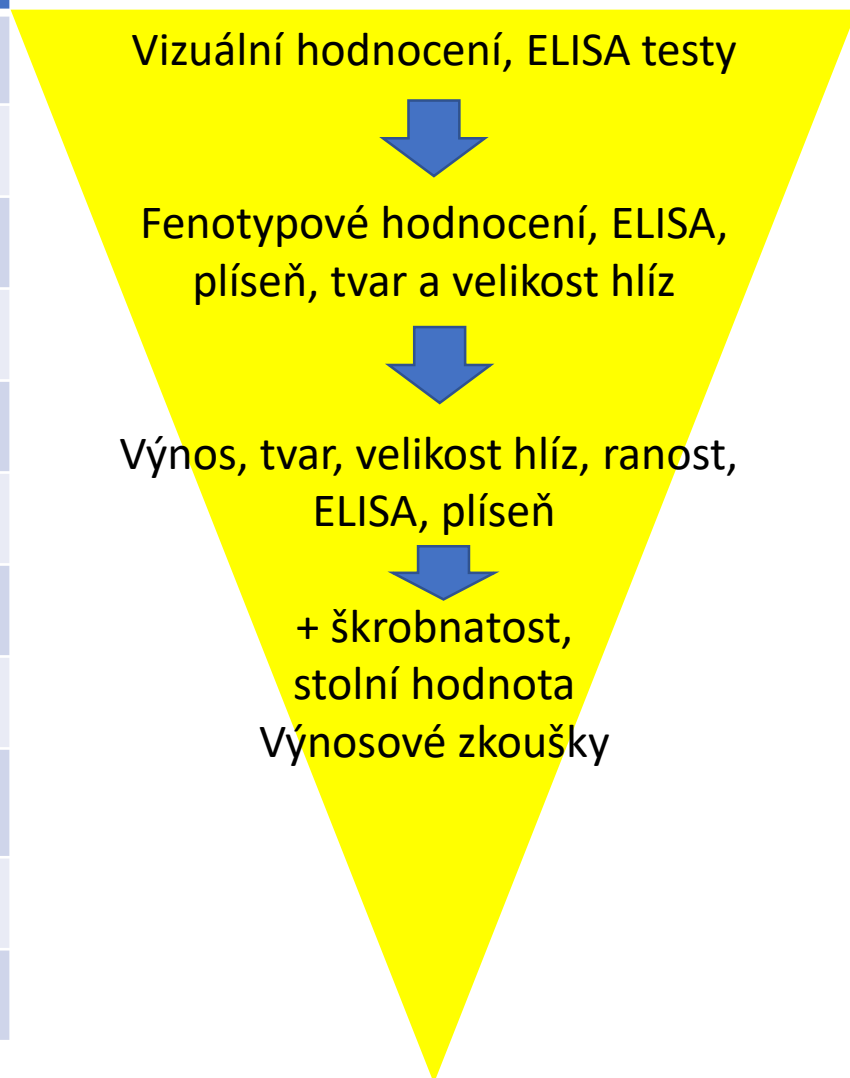 Vizuální hodnocení, ELISA testy
Fenotypové hodnocení, ELISA,
plíseň, tvar a velikost hlíz
Výnos, tvar, velikost hlíz, ranost,
ELISA, plíseň
+ škrobnatost,
stolní hodnota
Výnosové zkoušky